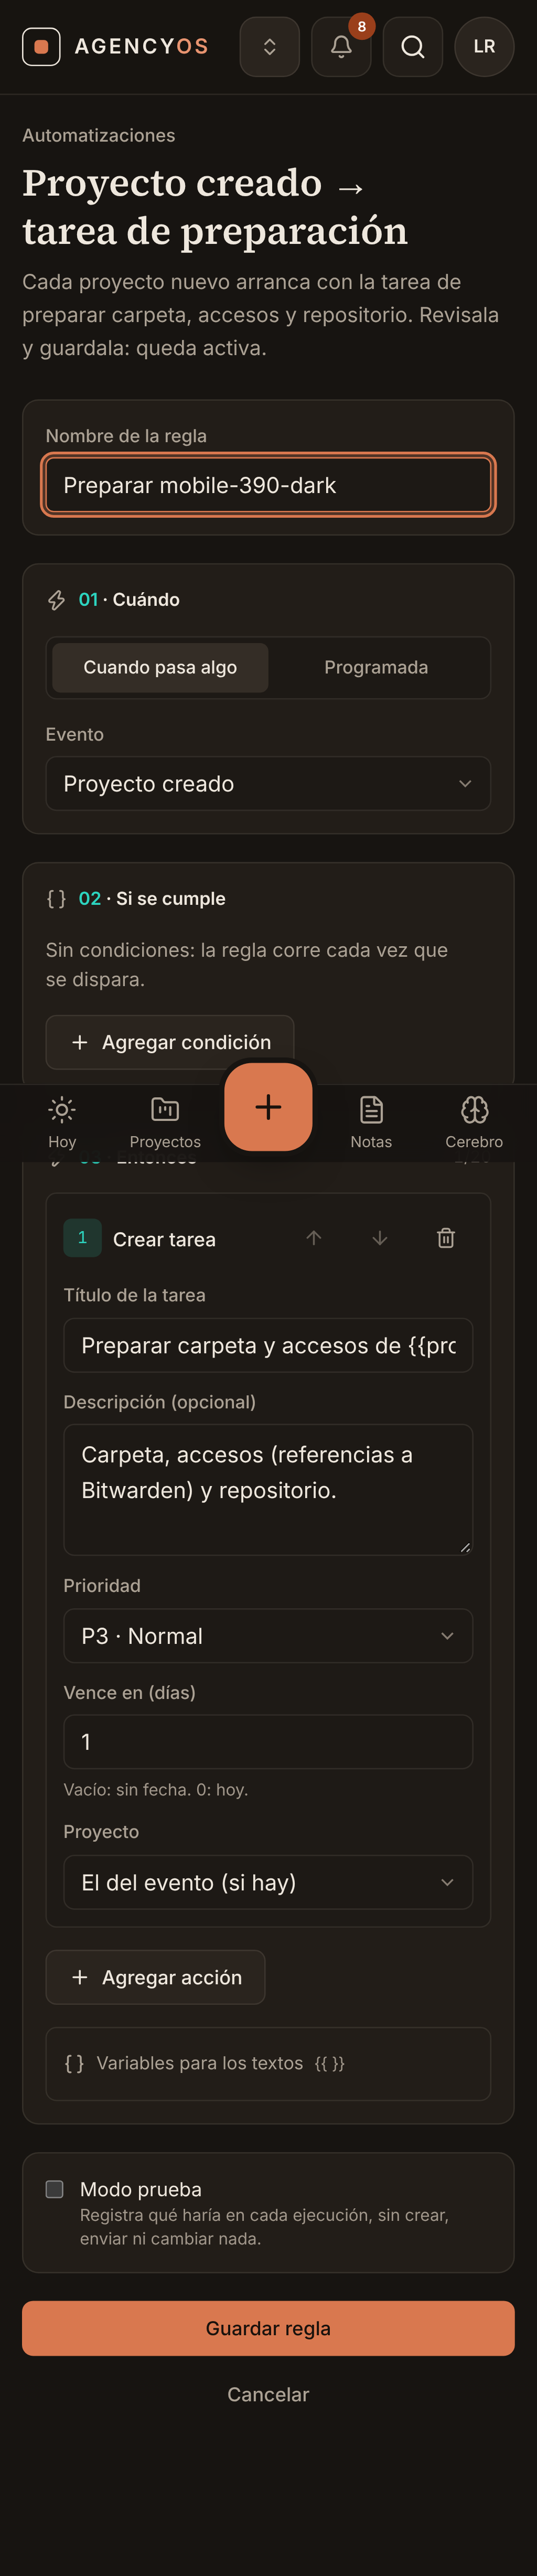 AGENCYOS
8
LR
Automatizaciones
Proyecto creado →
tarea de preparación
Cada proyecto nuevo arranca con la tarea de
preparar carpeta, accesos y repositorio. Revisala
y guardala: queda activa.
Nombre de la regla
Preparar mobile-390-dark
01 · Cuándo
Cuando pasa algo
Programada
Evento
Proyecto creado
{} 02 · Si se cumple
Sin condiciones: la regla corre cada vez que
se dispara.
+ Agregar condición
Hoy
Proyectos
+
Notas
Cerebro
03 · Entonces
1 Crear tarea ↑ ↓
Título de la tarea
Preparar carpeta y accesos de {{pro
Descripción (opcional)
Carpeta, accesos (referencias a
Bitwarden) y repositorio.
Prioridad
P3 · Normal
Vence en (días)
1
Vacío: sin fecha. 0: hoy.
Proyecto
El del evento (si hay)
+ Agregar acción
{} Variables para los textos {{ }}
Modo prueba
Registra qué haría en cada ejecución, sin crear,
enviar ni cambiar nada.
Guardar regla
Cancelar